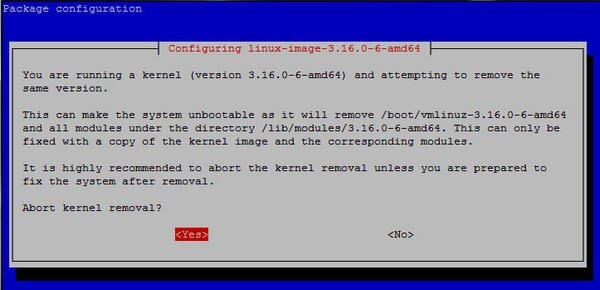 Package configuration
Configuring linux-image-3.16.0-6-amd64
You are running a kernel (version 3.16.0-6-amd64) and attempting to remove the
same version.
This can make the system unbootable as it will remove /boot/vmlinuz-3.16.0-6-amd64
and all modules under the directory /lib/modules/3.16.0-6-amd64. This can only be
fixed with a copy of the kernel image and the corresponding modules.
It is highly recommended to abort the kernel removal unless you are prepared to
fix the system after removal.
Abort kernel removal?
<Yes> <No>